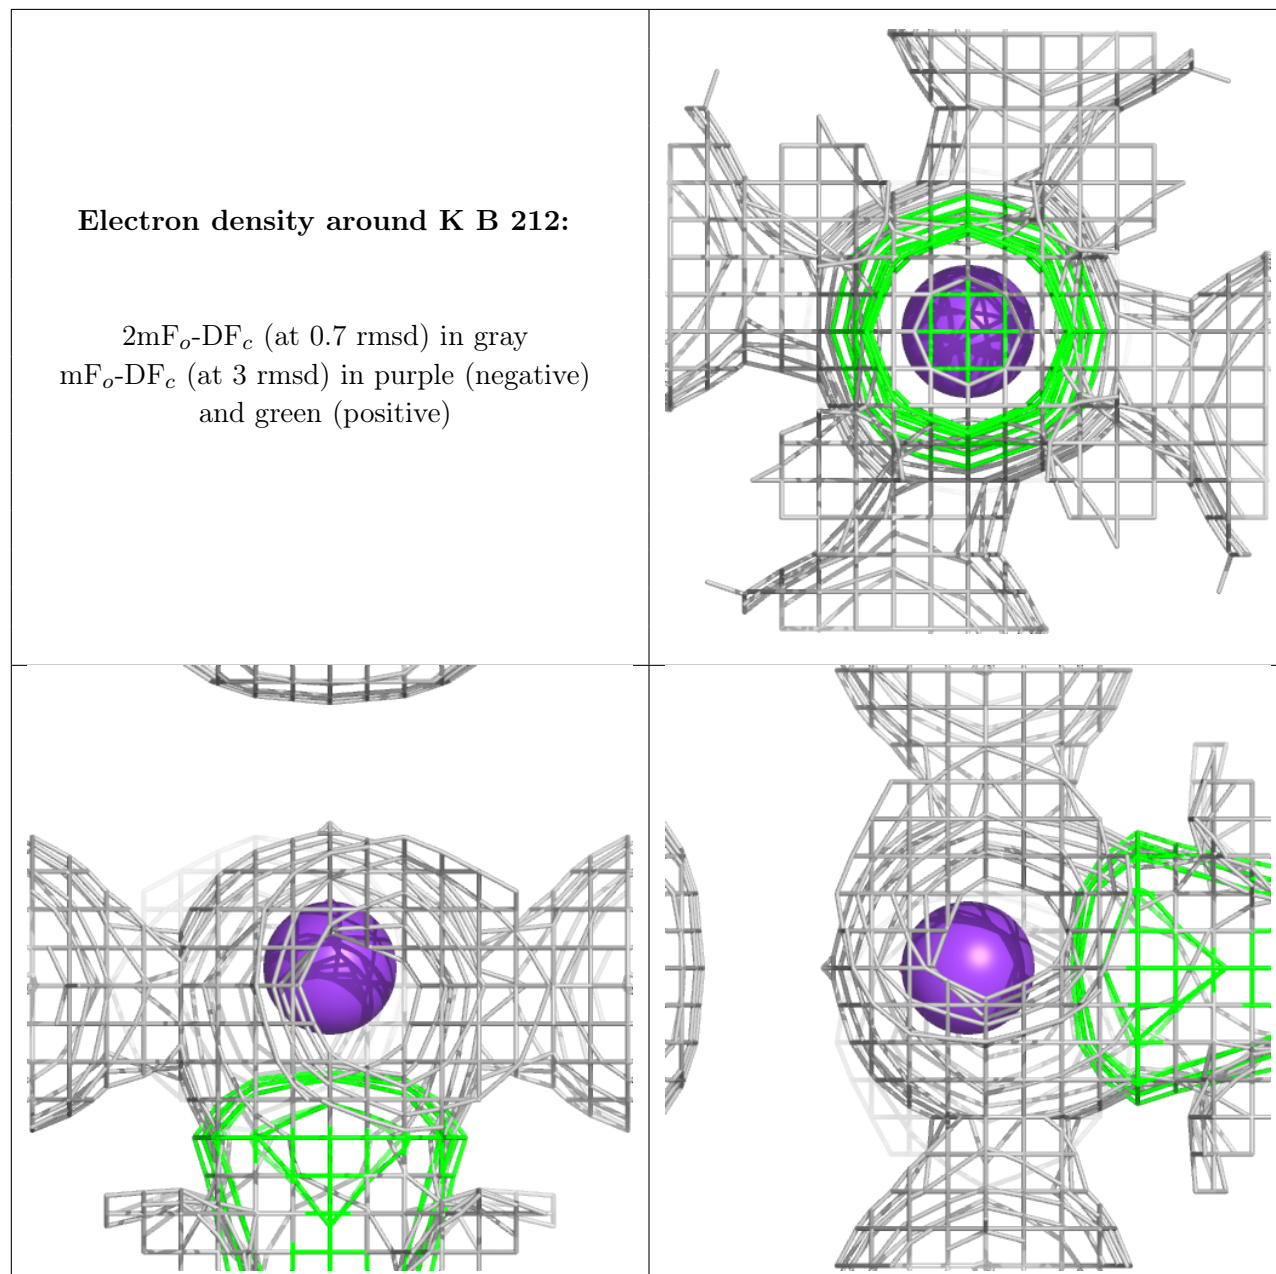 Electron density around K B 212:
2mFo-DFc (at 0.7 rmsd) in gray
mFo-DFc (at 3 rmsd) in purple (negative)
and green (positive)